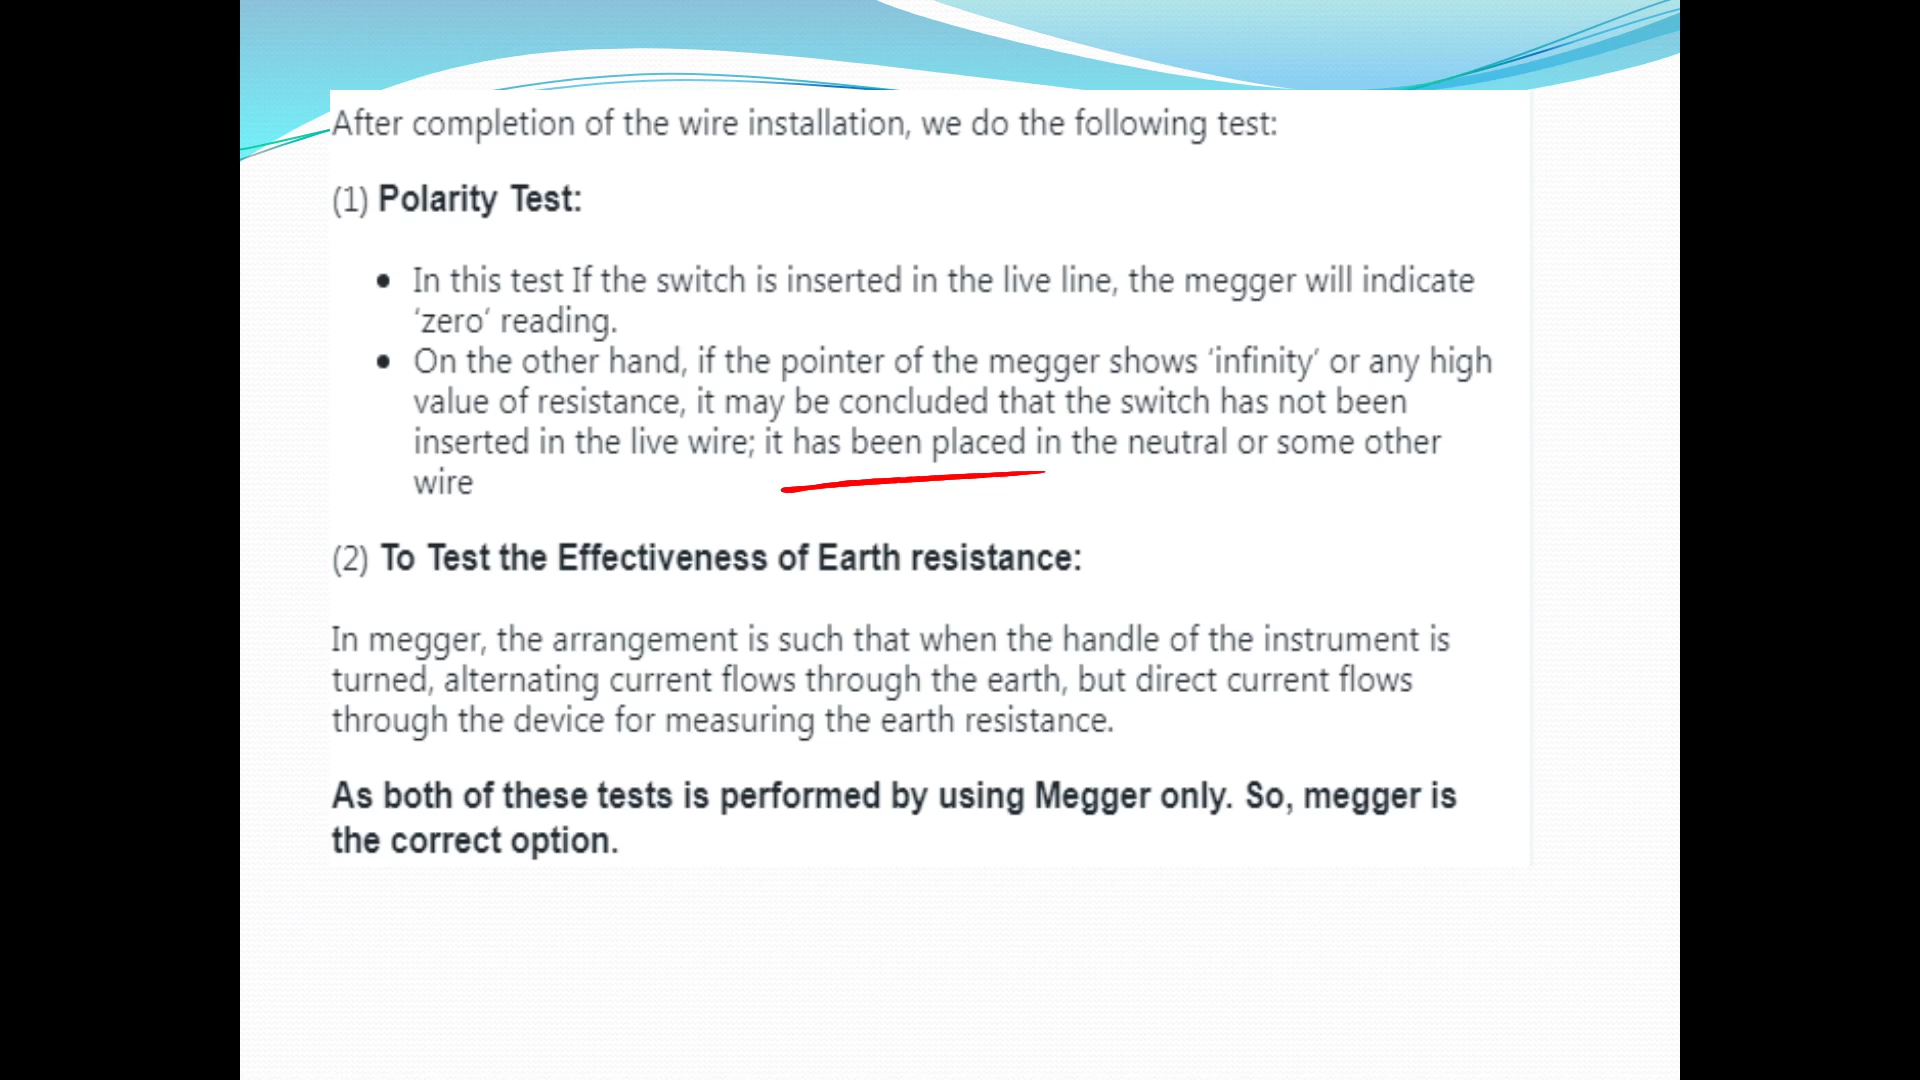 After completion of the wire installation, we do the following test:
(1) Polarity Test:
• In this test If the switch is inserted in the live line, the megger will indicate
‘zero’ reading.
• On the other hand, if the pointer of the megger shows ‘infinity’ or any high
value of resistance, it may be concluded that the switch has not been
inserted in the live wire; it has been placed in the neutral or some other
wire
(2) To Test the Effectiveness of Earth resistance:
In megger, the arrangement is such that when the handle of the instrument is
turned, alternating current flows through the earth, but direct current flows
through the device for measuring the earth resistance.
As both of these tests is performed by using Megger only. So, megger is
the correct option.